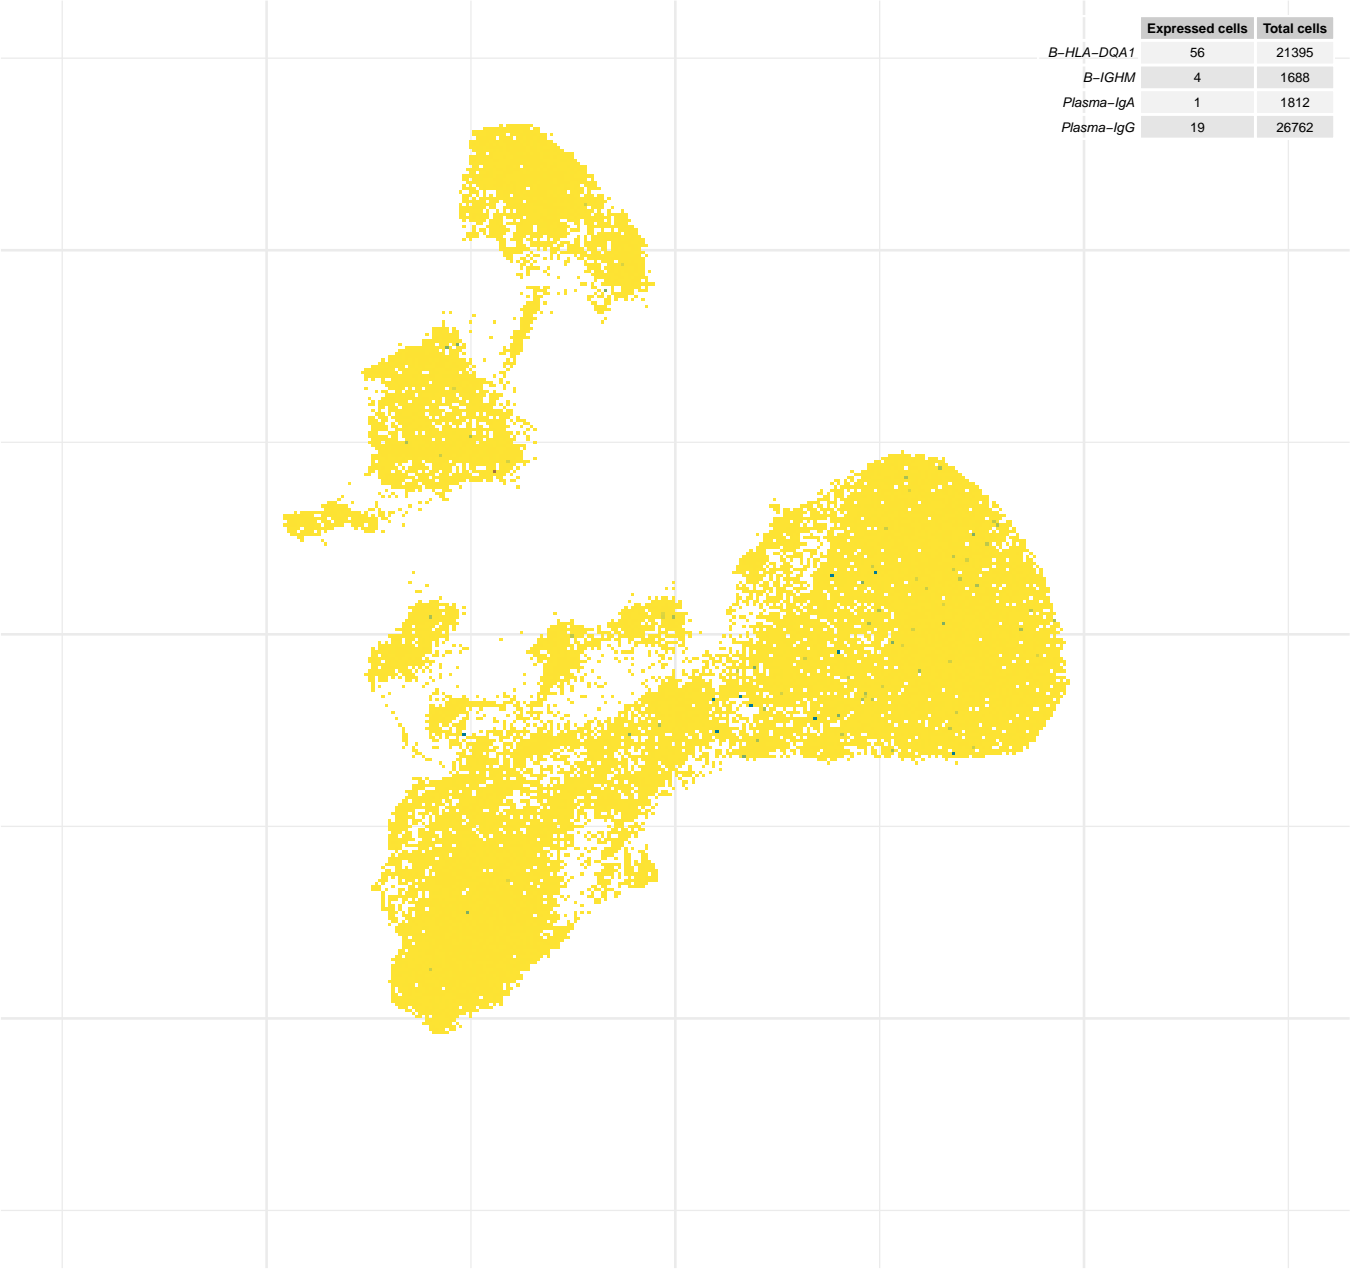 Expressed cells Total cells
B−HLA−DQA1 56 21395
B−IGHM 4 1688
Plasma−IgA 1 1812
Plasma−IgG 19 26762